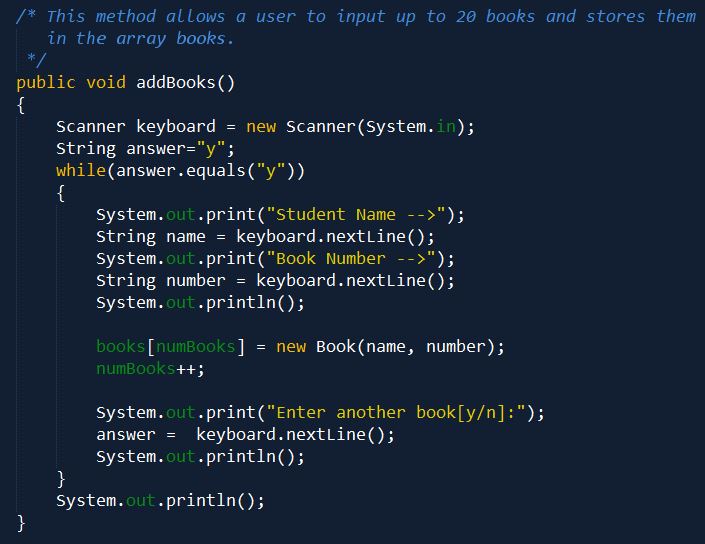 /* This method allows a user to input up to 20 books and stores them
   in the array books.
 */
public void addBooks()
{
    Scanner keyboard = new Scanner(System.in);
    String answer="y";
    while(answer.equals("y"))
    {
        System.out.print("Student Name -->");
        String name = keyboard.nextLine();
        System.out.print("Book Number -->");
        String number = keyboard.nextLine();
        System.out.println();

        books[numBooks] = new Book(name, number);
        numBooks++;

        System.out.print("Enter another book[y/n]:");
        answer =  keyboard.nextLine();
        System.out.println();
    }
    System.out.println();
}